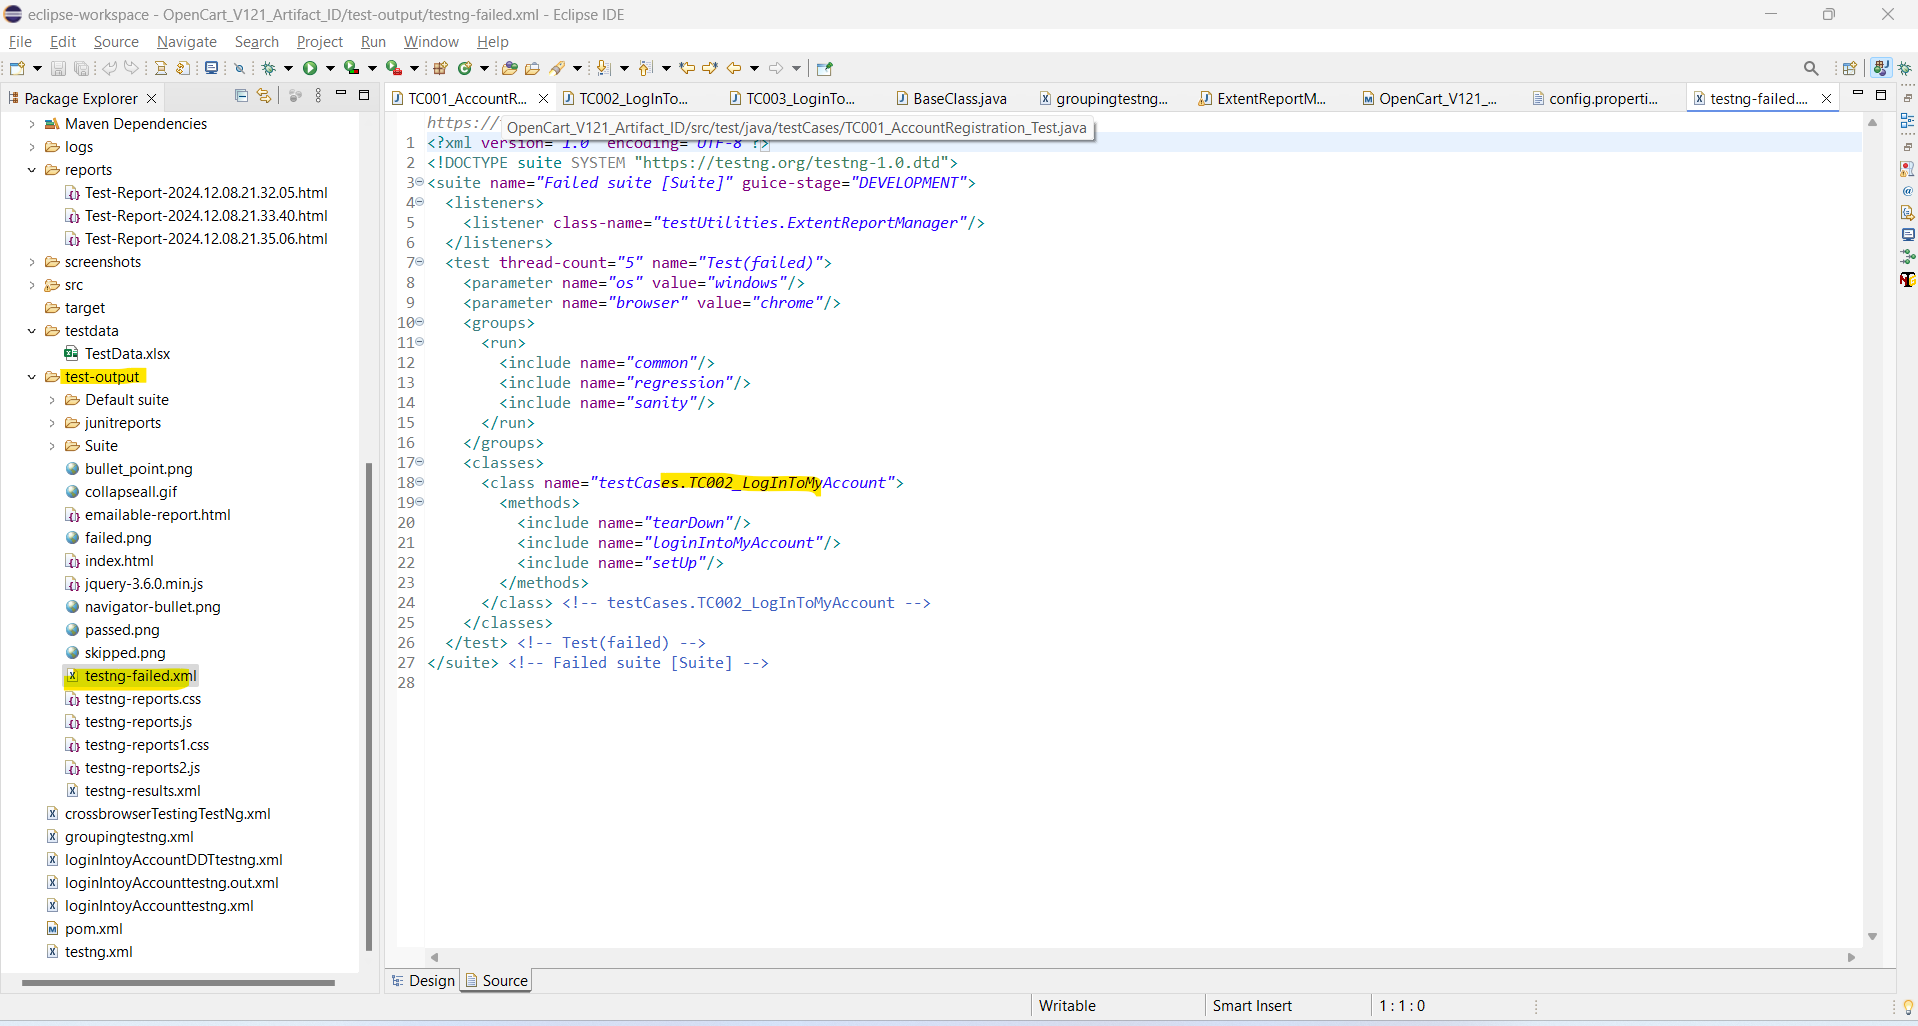 eclipse-workspace - OpenCart_V121_Artifact_ID/test-output/testng-failed.xml - Eclipse IDE
File Edit Source Navigate Search Project Run Window Help
Package Explorer
TC001_AccountR... TC002_LogInTo... TC003_LoginTo... BaseClass.java groupingtestng... ExtentReportM... OpenCart_V121_... config.properti... testng-failed....
Maven Dependencies
logs
reports
Test-Report-2024.12.08.21.32.05.html
Test-Report-2024.12.08.21.33.40.html
Test-Report-2024.12.08.21.35.06.html
screenshots
src
target
testdata
TestData.xlsx
test-output
Default suite
junitreports
Suite
bullet_point.png
collapseall.gif
emailable-report.html
failed.png
index.html
jquery-3.6.0.min.js
navigator-bullet.png
passed.png
skipped.png
testng-failed.xml
testng-reports.css
testng-reports.js
testng-reports1.css
testng-reports2.js
testng-results.xml
crossbrowserTestingTestNg.xml
groupingtestng.xml
loginIntoyAccountDDTtestng.xml
loginIntoyAccounttestng.out.xml
loginIntoyAccounttestng.xml
pom.xml
testng.xml
https://
OpenCart_V121_Artifact_ID/src/test/java/testCases/TC001_AccountRegistration_Test.java
1 <?xml version="1.0" encoding="UTF-8"?>
2 <!DOCTYPE suite SYSTEM "https://testng.org/testng-1.0.dtd">
3 <suite name="Failed suite [Suite]" guice-stage="DEVELOPMENT">
4 <listeners>
5 <listener class-name="testUtilities.ExtentReportManager"/>
6 </listeners>
7 <test thread-count="5" name="Test(failed)">
8 <parameter name="os" value="windows"/>
9 <parameter name="browser" value="chrome"/>
10 <groups>
11 <run>
12 <include name="common"/>
13 <include name="regression"/>
14 <include name="sanity"/>
15 </run>
16 </groups>
17 <classes>
18 <class name="testCases.TC002_LogInToMyAccount">
19 <methods>
20 <include name="tearDown"/>
21 <include name="loginIntoMyAccount"/>
22 <include name="setUp"/>
23 </methods>
24 </class> <!-- testCases.TC002_LogInToMyAccount -->
25 </classes>
26 </test> <!-- Test(failed) -->
27 </suite> <!-- Failed suite [Suite] -->
28
Design Source
Writable Smart Insert 1 : 1 : 0